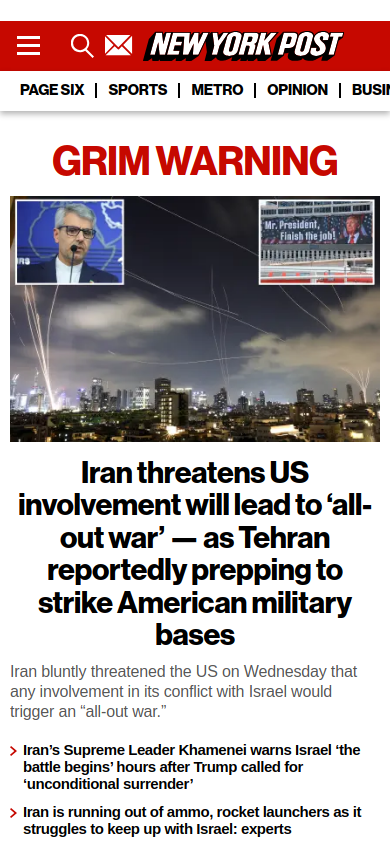 NEW YORK POST
PAGE SIX
SPORTS
METRO
OPINION
GRIM WARNING
Mr. President,
Finish the job!
Iran threatens US
involvement will lead to ‘all-
out war’ — as Tehran
reportedly prepping to
strike American military
bases
Iran bluntly threatened the US on Wednesday that
any involvement in its conflict with Israel would
trigger an “all-out war.”
Iran’s Supreme Leader Khamenei warns Israel ‘the
battle begins’ hours after Trump called for
‘unconditional surrender’
Iran is running out of ammo, rocket launchers as it
struggles to keep up with Israel: experts